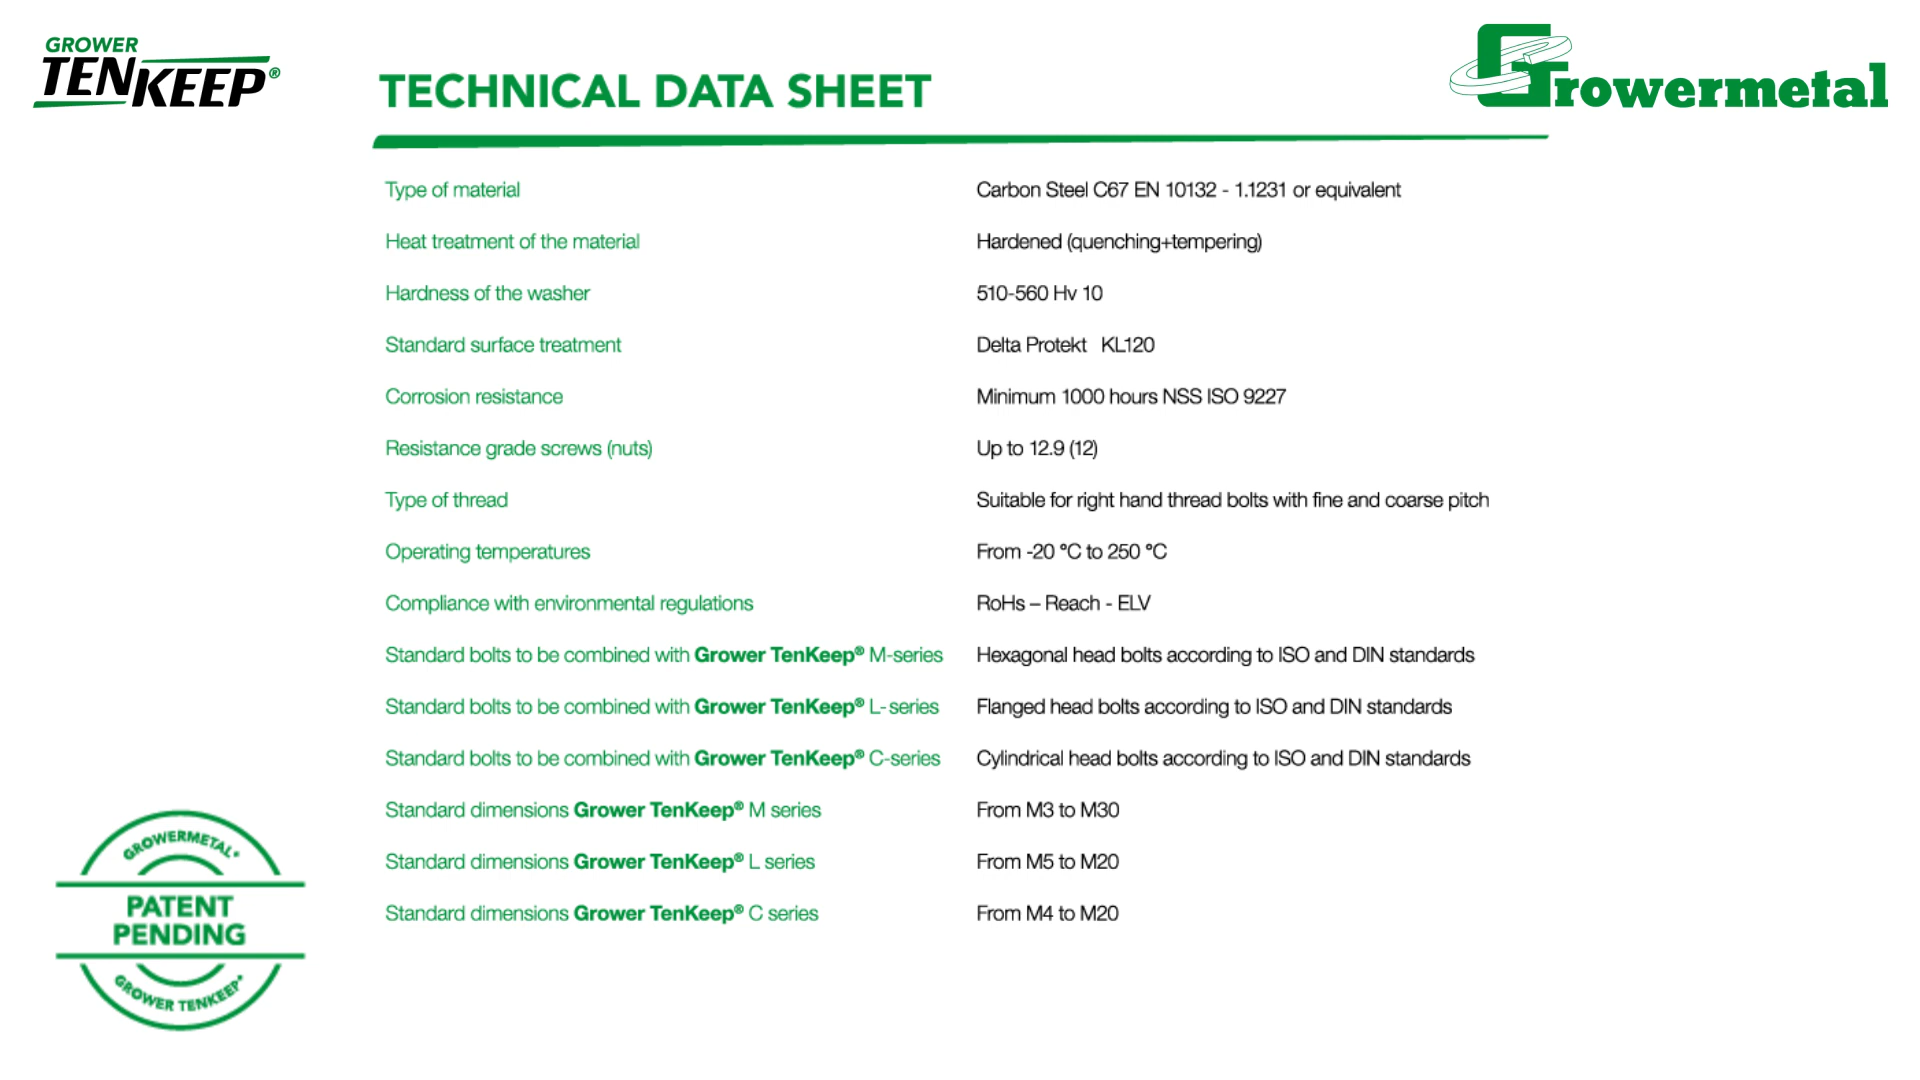 GROWER
TENKEEP®
TECHNICAL DATA SHEET
Growermetal
Type of material Carbon Steel C67 EN 10132 - 1.1231 or equivalent
Heat treatment of the material Hardened (quenching+tempering)
Hardness of the washer 510-560 Hv 10
Standard surface treatment Delta Protekt KL120
Corrosion resistance Minimum 1000 hours NSS ISO 9227
Resistance grade screws (nuts) Up to 12.9 (12)
Type of thread Suitable for right hand thread bolts with fine and coarse pitch
Operating temperatures From -20 °C to 250 °C
Compliance with environmental regulations RoHs – Reach - ELV
Standard bolts to be combined with Grower TenKeep® M-series Hexagonal head bolts according to ISO and DIN standards
Standard bolts to be combined with Grower TenKeep® L-series Flanged head bolts according to ISO and DIN standards
Standard bolts to be combined with Grower TenKeep® C-series Cylindrical head bolts according to ISO and DIN standards
Standard dimensions Grower TenKeep® M series From M3 to M30
Standard dimensions Grower TenKeep® L series From M5 to M20
Standard dimensions Grower TenKeep® C series From M4 to M20
GROWERMETAL®
PATENT
PENDING
GROWER TENKEEP®